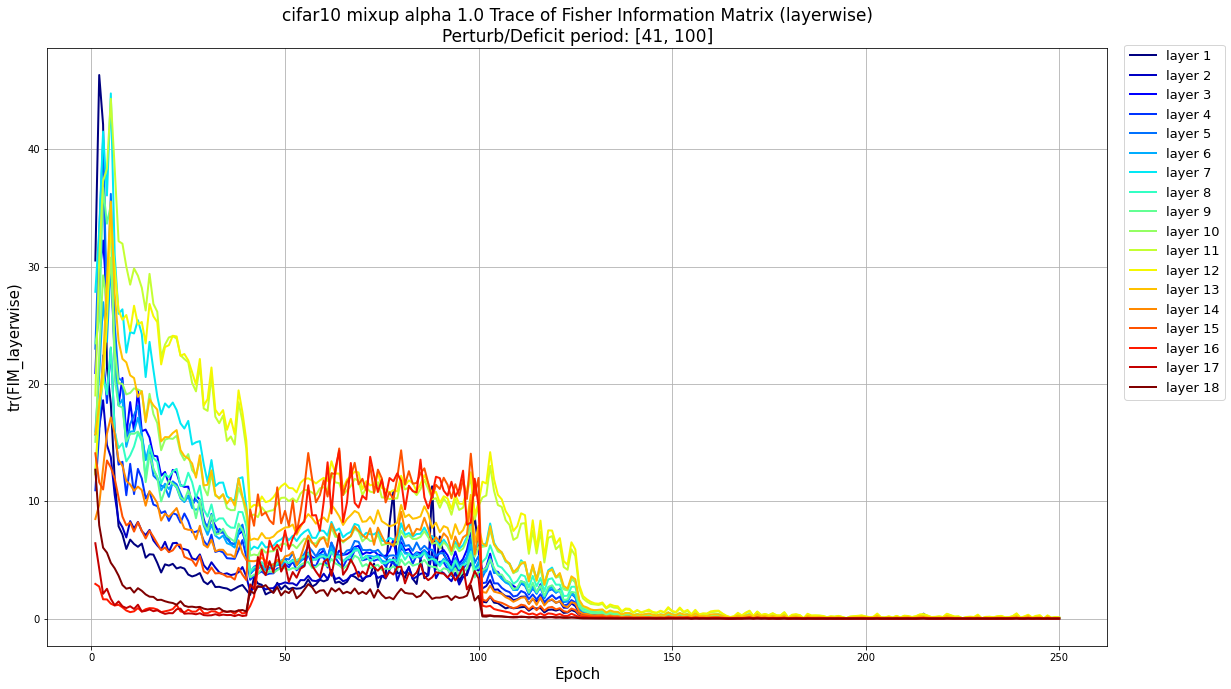 cifar10 mixup alpha 1.0 Trace of Fisher Information Matrix (layerwise)
Perturb/Deficit period: [41, 100]
tr(FIM_layerwise)
40
30
20
10
0
0
50
100
150
200
250
Epoch
layer 1
layer 2
layer 3
layer 4
layer 5
layer 6
layer 7
layer 8
layer 9
layer 10
layer 11
layer 12
layer 13
layer 14
layer 15
layer 16
layer 17
layer 18